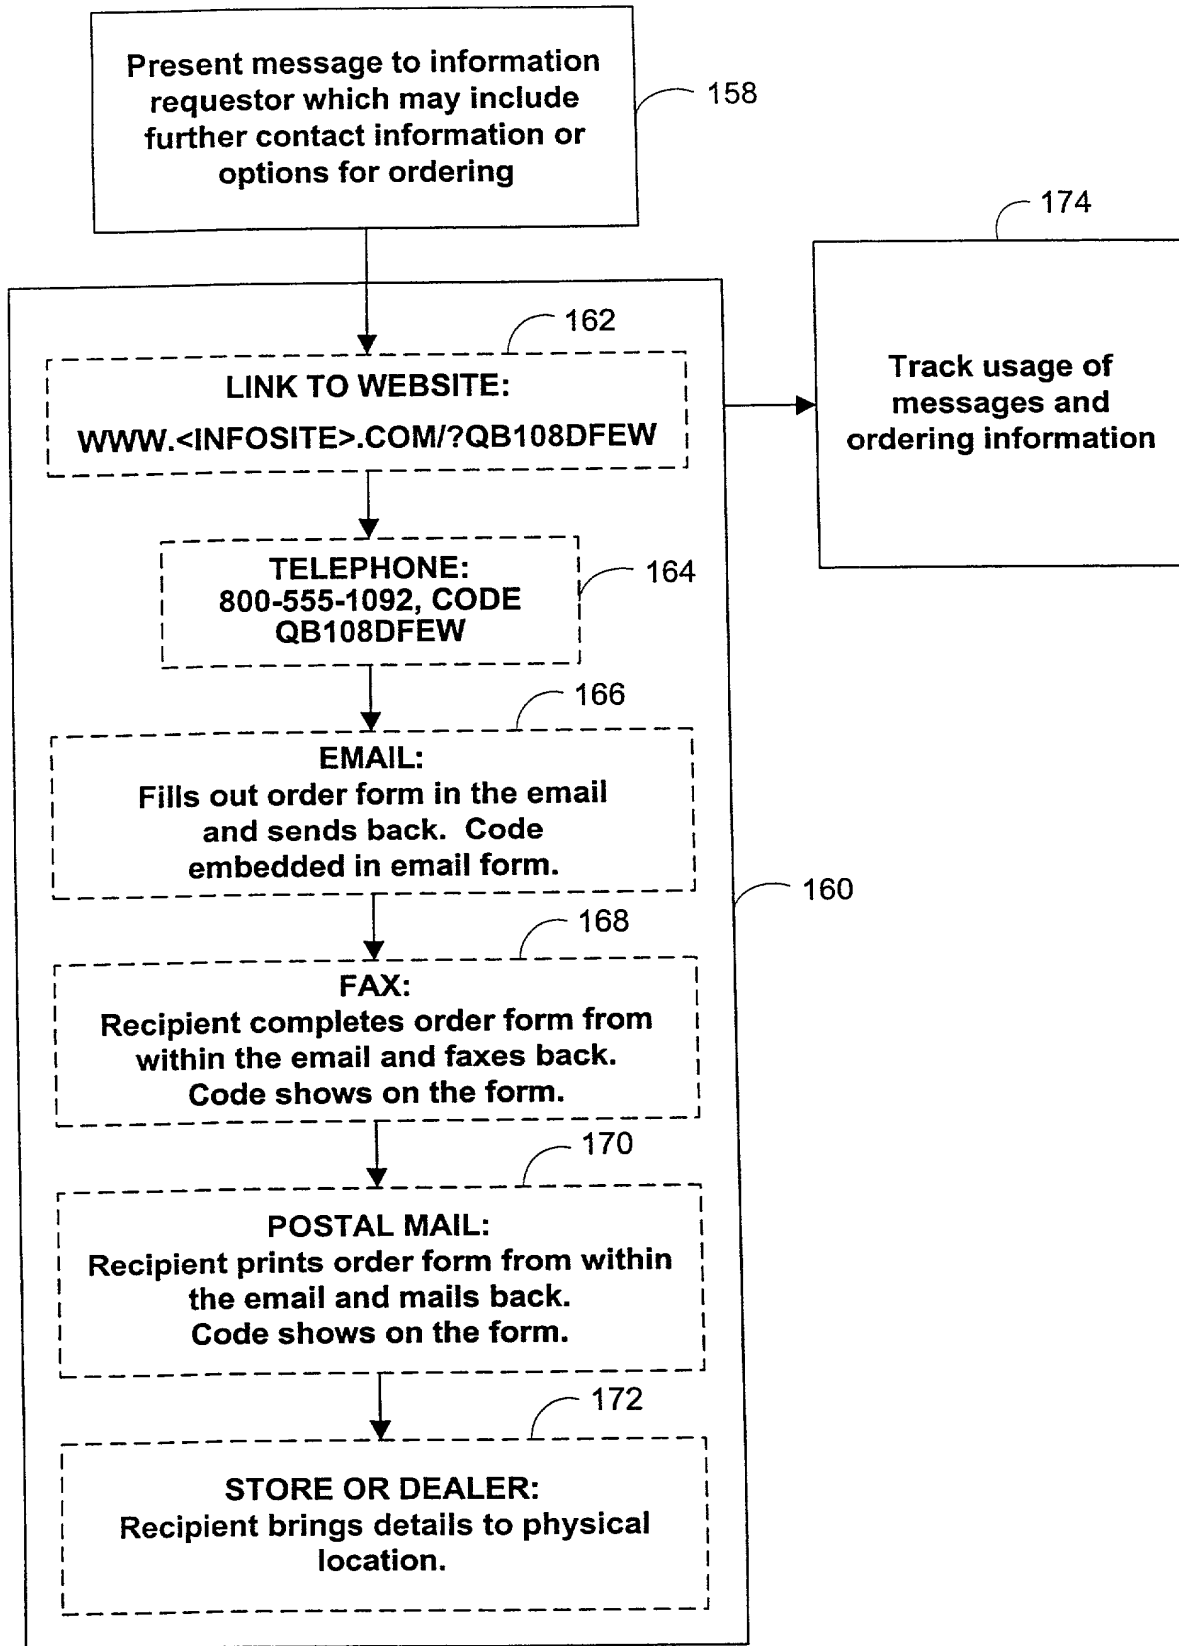 Present message to information
requestor which may include
further contact information or
options for ordering
158
174
162
LINK TO WEBSITE:
WWW.<INFOSITE>.COM/?QB108DFEW
Track usage of
messages and
ordering information
TELEPHONE:
800-555-1092, CODE
QB108DFEW
164
166
EMAIL:
Fills out order form in the email
and sends back. Code
embedded in email form.
160
168
FAX:
Recipient completes order form from
within the email and faxes back.
Code shows on the form.
170
POSTAL MAIL:
Recipient prints order form from within
the email and mails back.
Code shows on the form.
172
STORE OR DEALER:
Recipient brings details to physical
location.